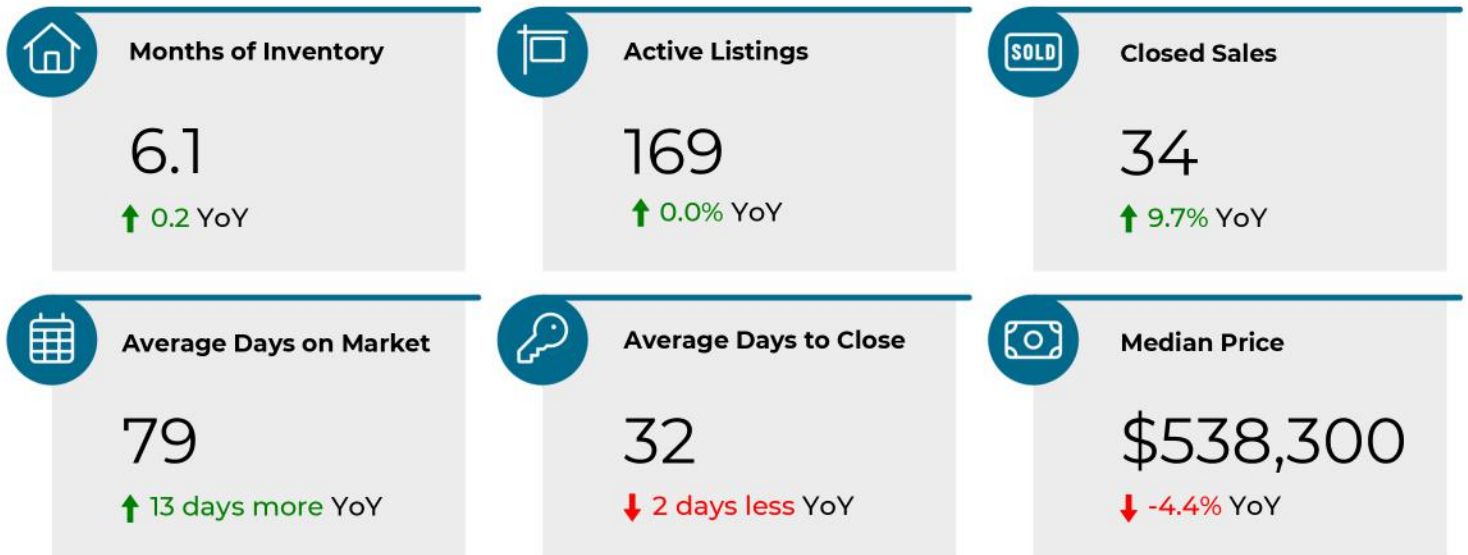 Months of Inventory
6.1
0.2 YoY
Active Listings
169
0.0% YoY
SOLD
Closed Sales
34
9.7% YoY
Average Days on Market
79
13 days more YoY
Average Days to Close
32
2 days less YoY
Median Price
$538,300
-4.4% YoY